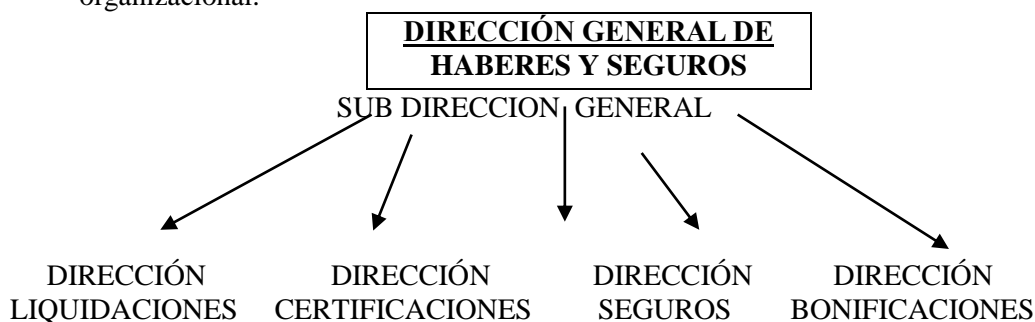 organizacional.
DIRECCIÓN GENERAL DE
HABERES Y SEGUROS
SUB DIRECCION GENERAL
DIRECCIÓN
LIQUIDACIONES
DIRECCIÓN
CERTIFICACIONES
DIRECCIÓN
SEGUROS
DIRECCIÓN
BONIFICACIONES